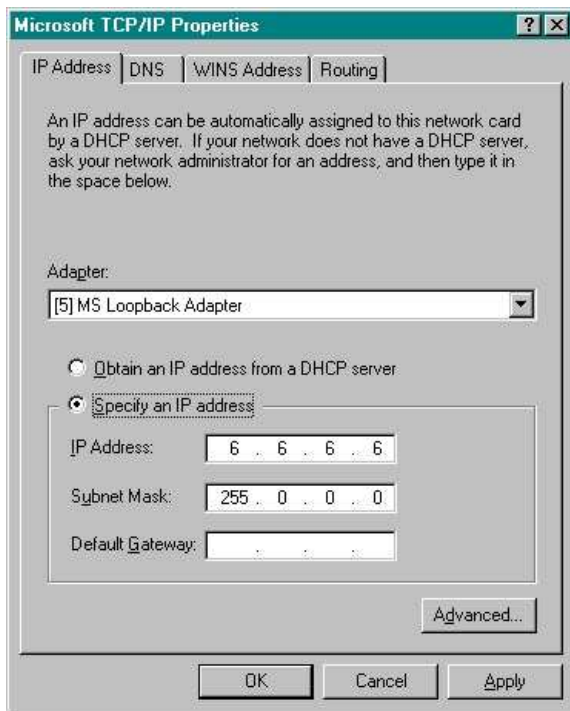 Microsoft TCP/IP Properties
IP Address DNS WINS Address Routing
An IP address can be automatically assigned to this network card
by a DHCP server. If your network does not have a DHCP server,
ask your network administrator for an address, and then type it in
the space below.
Adapter:
[5] MS Loopback Adapter
Obtain an IP address from a DHCP server
Specify an IP address
IP Address: 6 . 6 . 6 . 6
Subnet Mask: 255 . 0 . 0 . 0
Default Gateway: . . .
Advanced...
OK Cancel Apply